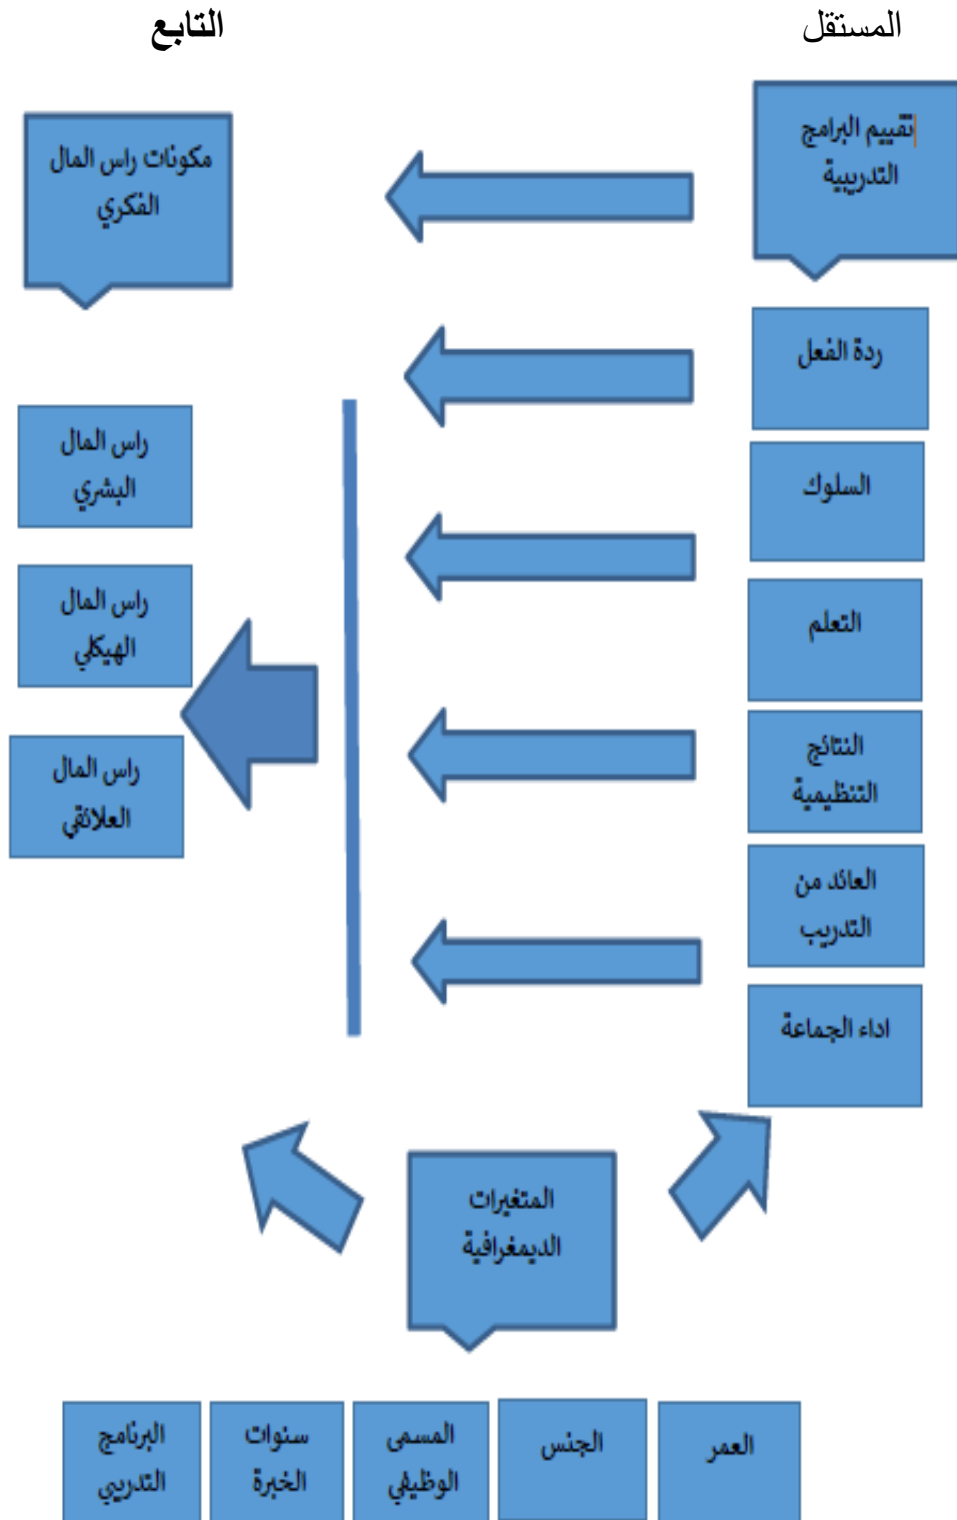 المستقل
التابع
تقييم البرامج
التدريبية
مكونات راس المال
الفكري
ردة الفعل
السلوك
التعلم
النتائج
التنظيمية
العائد من
التدريب
اداء الجماعة
راس المال
البشري
راس المال
الهيكلي
راس المال
العلائقي
المتغيرات
الديمغرافية
العمر
الجنس
المسمى
الوظيفي
سنوات
الخبرة
البرنامج
التدريبي